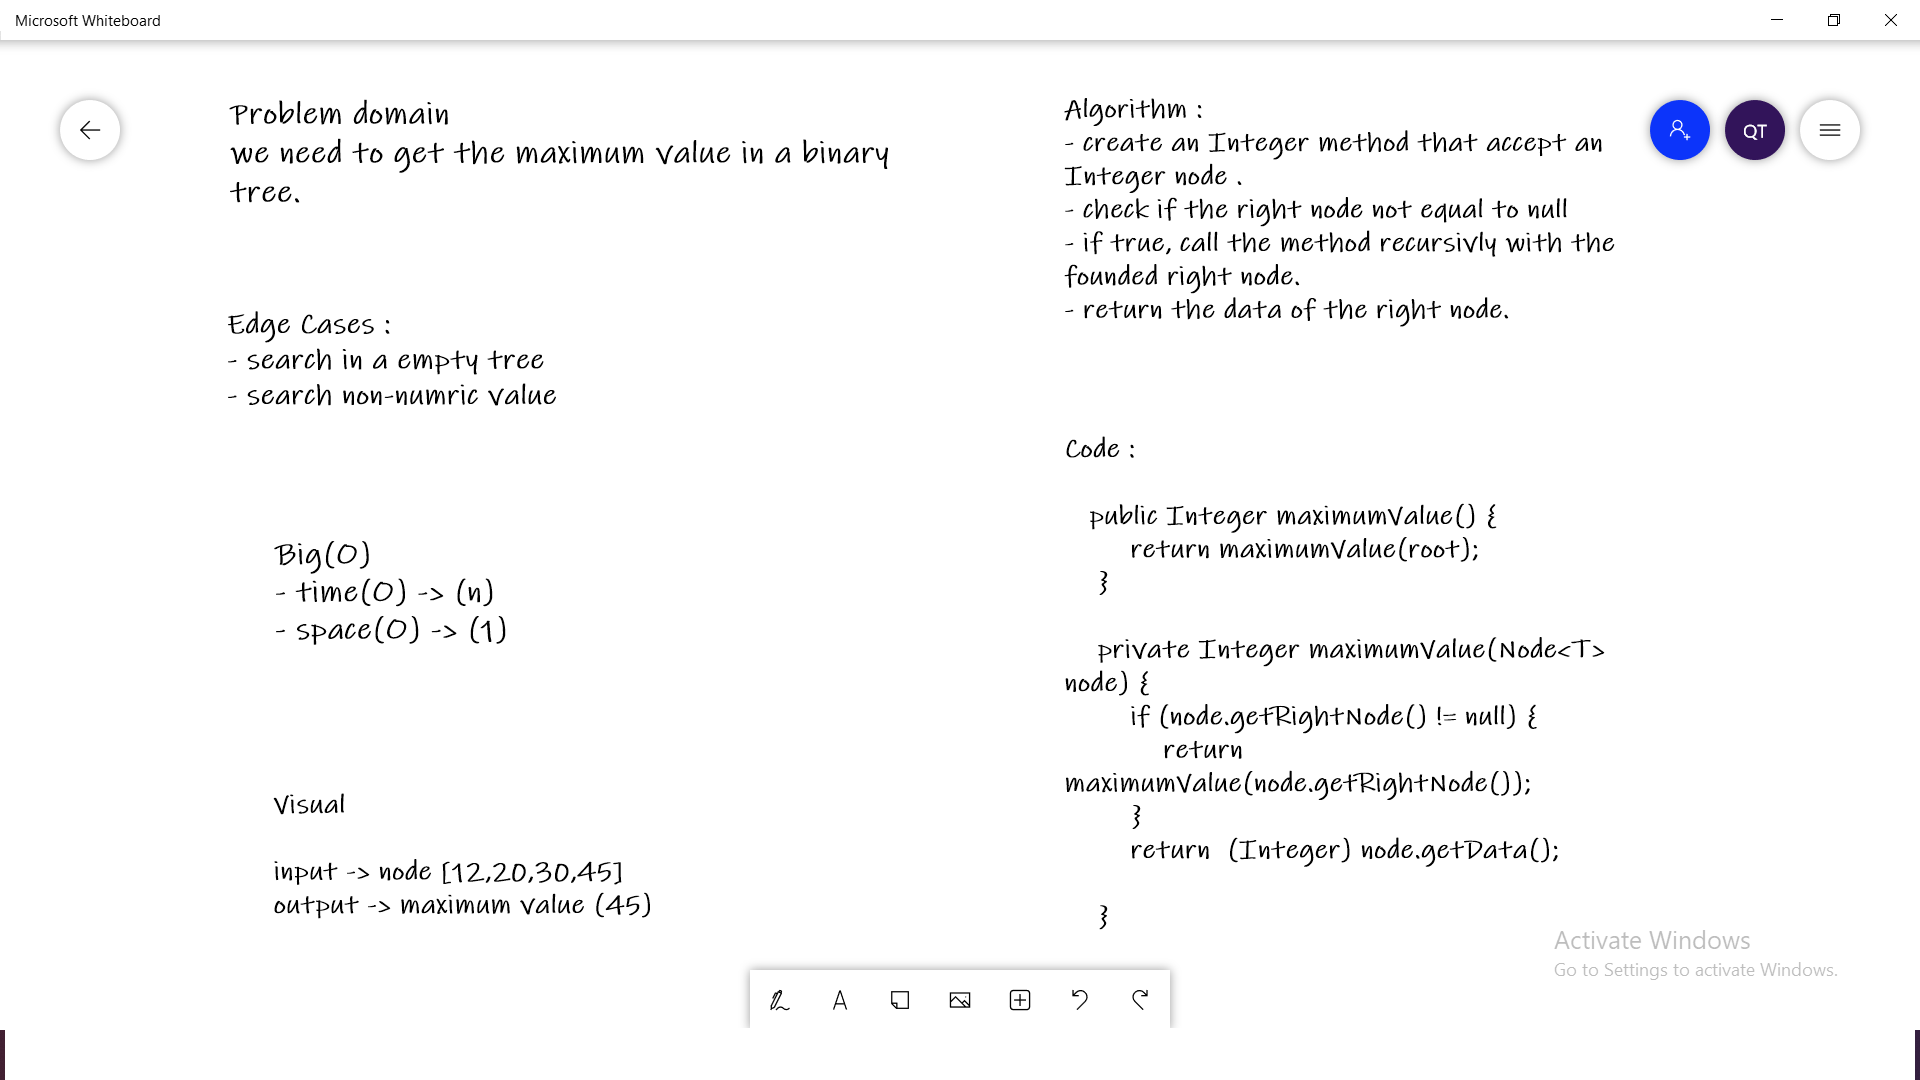 Microsoft Whiteboard
Problem domain
we need to get the maximum value in a binary
tree.
Edge Cases :
- search in a empty tree
- search non-numric value
Big(O)
- time(O) -> (n)
- space(O) -> (1)
Visual
input -> node [12,20,30,45]
output -> maximum value (45)
Algorithm :
- create an Integer method that accept an
Integer node .
- check if the right node not equal to null
- if true, call the method recursivly with the
founded right node.
- return the data of the right node.
Code :
public Integer maximumValue() {
return maximumValue(root);
}
private Integer maximumValue(Node<T>
node) {
if (node.getRightNode() != null) {
return
maximumValue(node.getRightNode());
}
return (Integer) node.getData();
}
QT
Activate Windows
Go to Settings to activate Windows.